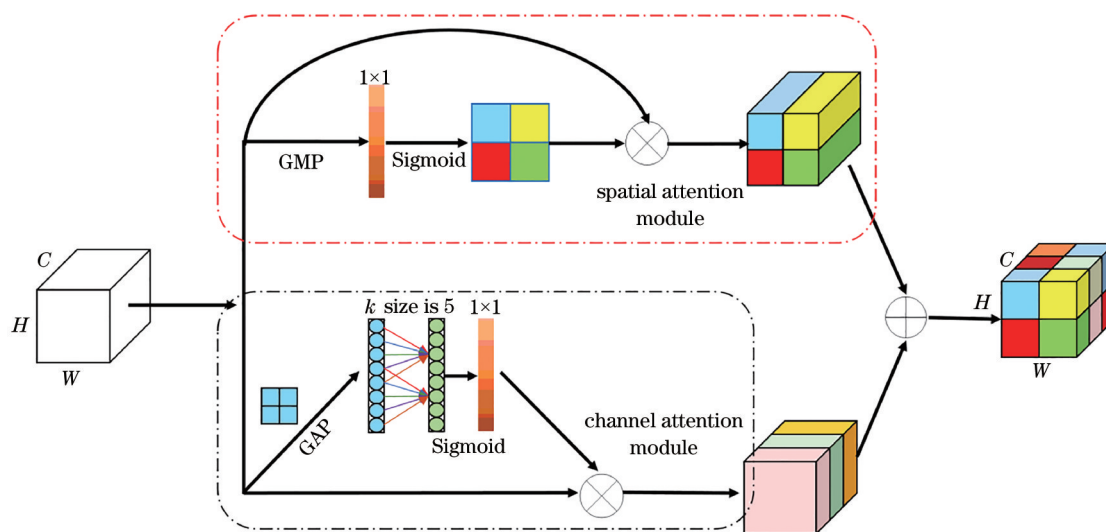 1×1
GMP
Sigmoid
spatial attention
module
C
H
W
k size is 5
1×1
GAP
Sigmoid
channel attention
module
C
H
W